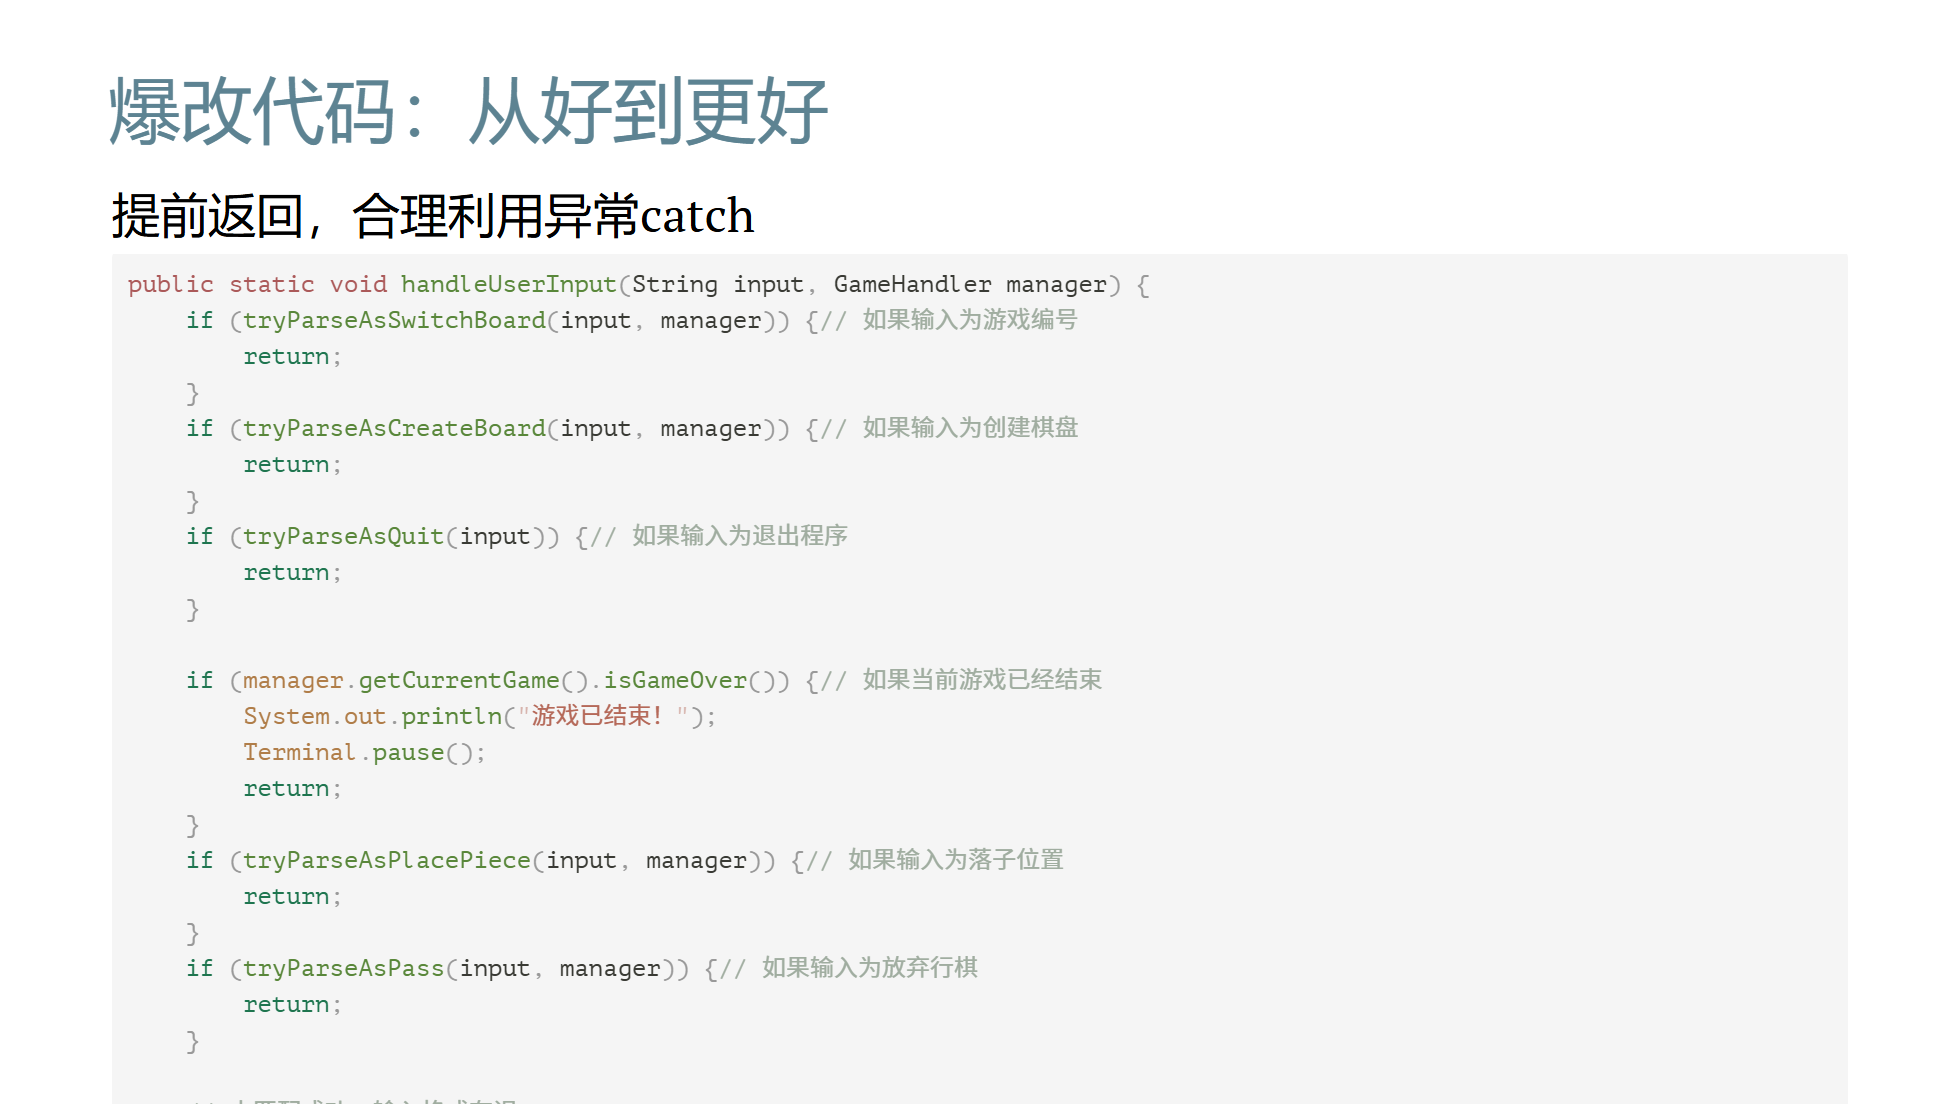 爆改代码：从好到更好
提前返回，合理利用异常catch
public static void handleUserInput(String input, GameHandler manager) {
    if (tryParseAsSwitchBoard(input, manager)) {// 如果输入为游戏编号
        return;
    }
    if (tryParseAsCreateBoard(input, manager)) {// 如果输入为创建棋盘
        return;
    }
    if (tryParseAsQuit(input)) {// 如果输入为退出程序
        return;
    }
    if (manager.getCurrentGame().isGameOver()) {// 如果当前游戏已经结束
        System.out.println("游戏已结束！");
        Terminal.pause();
        return;
    }
    if (tryParseAsPlacePiece(input, manager)) {// 如果输入为落子位置
        return;
    }
    if (tryParseAsPass(input, manager)) {// 如果输入为放弃行棋
        return;
    }